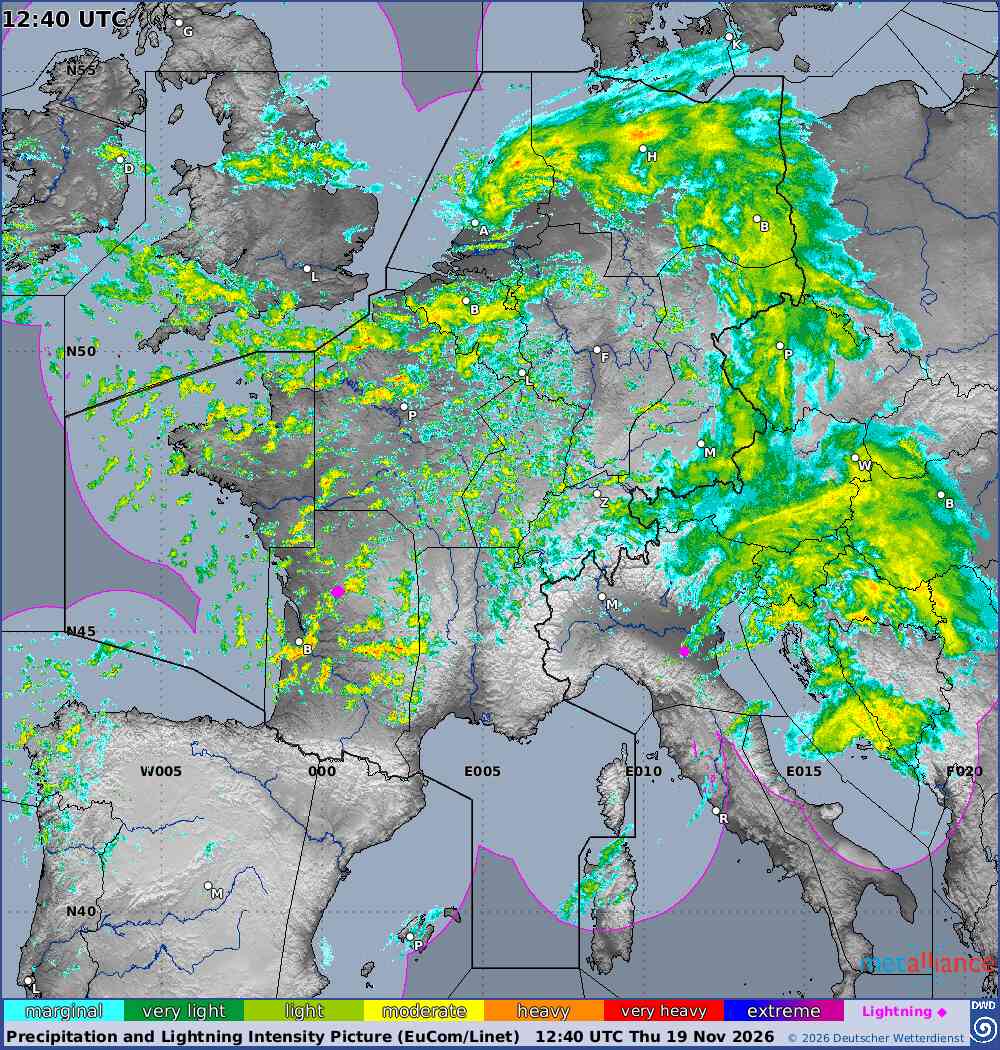 12:40 UTC
G
K
N55
H
D
A
B
L
B
N50
P
F
L
P
M
W
B
Z
M
N45
B
W005
000
E005
E010
E015
E020
R
M
N40
P
L
metalliance
marginal very light light moderate heavy very heavy extreme Lightning ◆
DWD
Precipitation and Lightning Intensity Picture (EuCom/Linet) 12:40 UTC Thu 19 Nov 2026 © 2026 Deutscher Wetterdienst